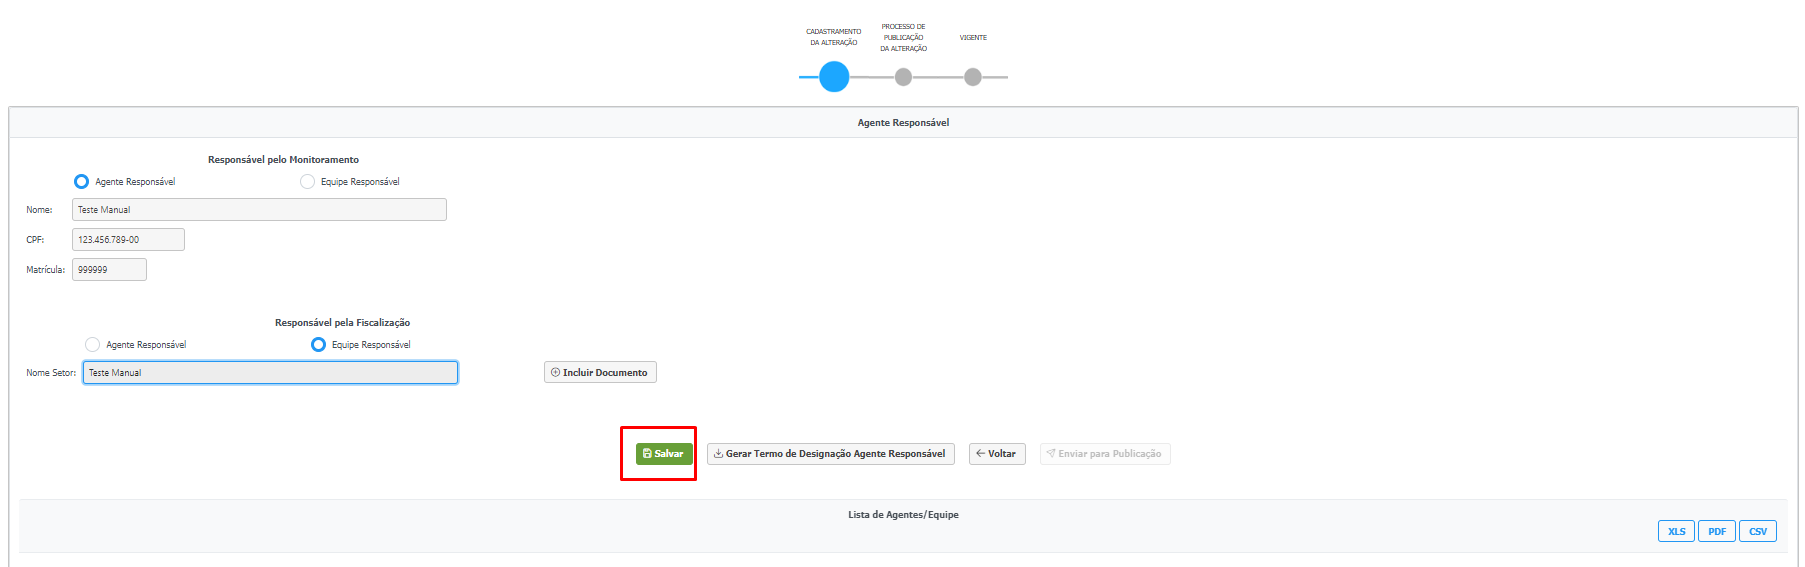 CADASTRAMENTO
DA ALTERAÇÃO
PROCESSO DE
PUBLICAÇÃO
DA ALTERAÇÃO
VIGENTE
Agente Responsável
Responsável pelo Monitoramento
Agente Responsável Equipe Responsável
Nome: Teste Manual
CPF: 123.456.789-00
Matrícula: 999999
Responsável pela Fiscalização
Agente Responsável Equipe Responsável
Nome Setor: Teste Manual Incluir Documento
Salvar Gerar Termo de Designação Agente Responsável Voltar Enviar para Publicação
Lista de Agentes/Equipe
XLS PDF CSV